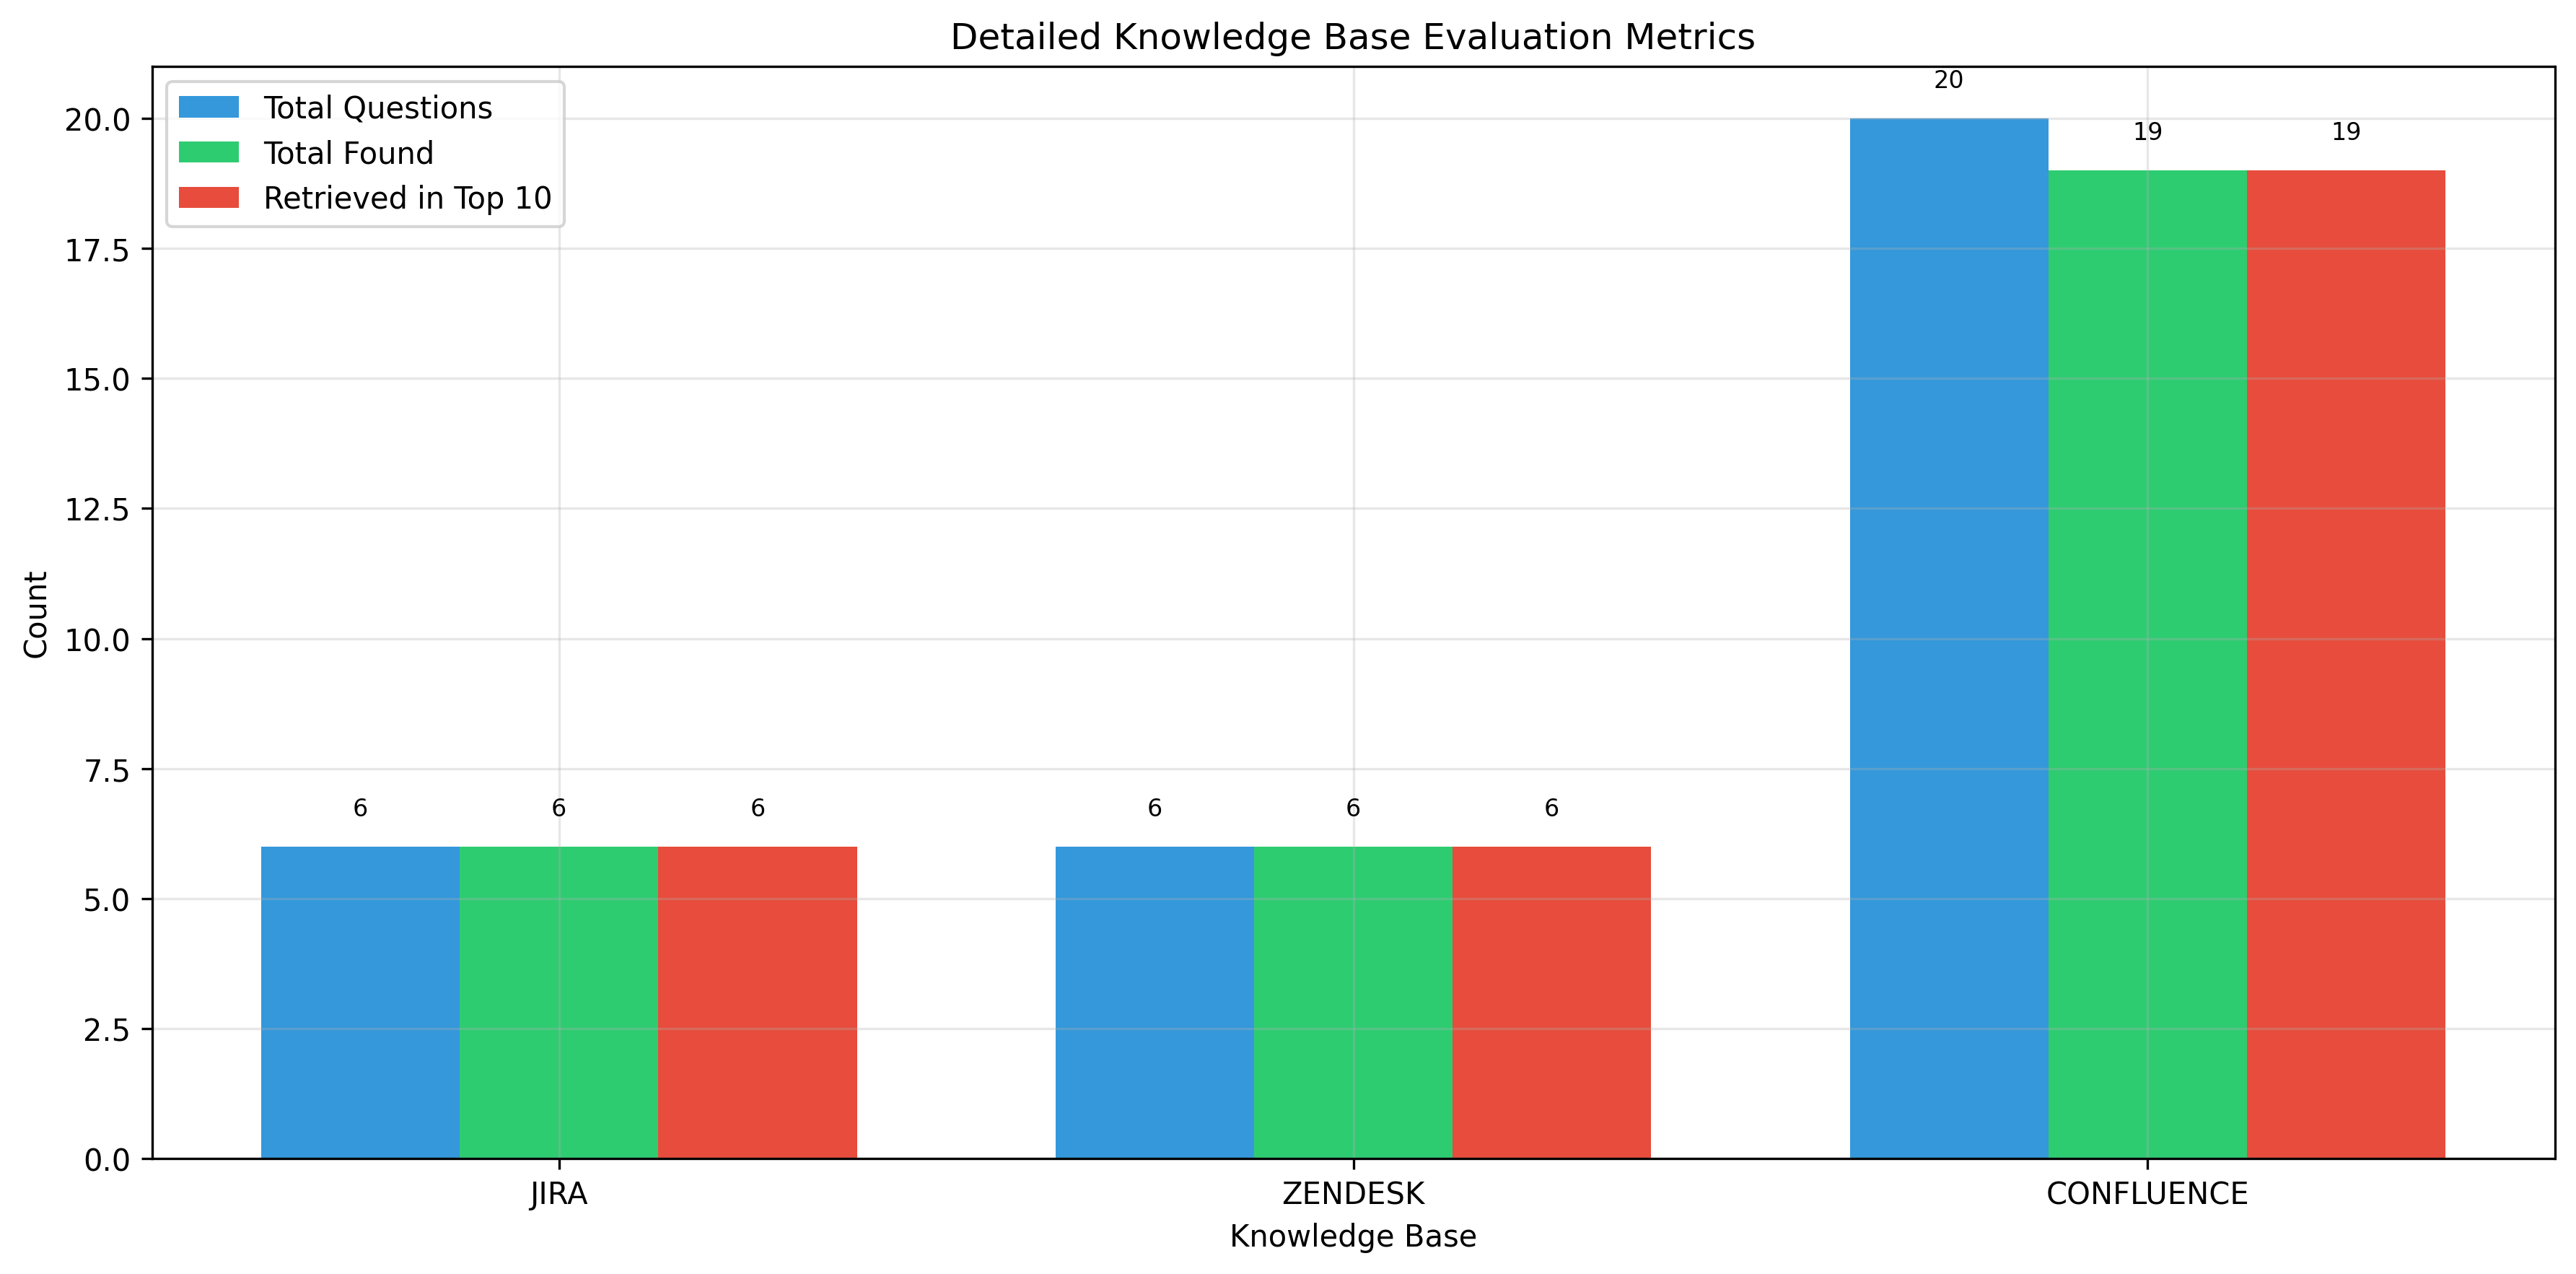 Detailed Knowledge Base Evaluation Metrics
Total Questions
Total Found
Retrieved in Top 10
20
19 19
6 6 6 6 6 6
20.0
17.5
15.0
12.5
10.0
7.5
5.0
2.5
0.0
Count
JIRA ZENDESK CONFLUENCE
Knowledge Base